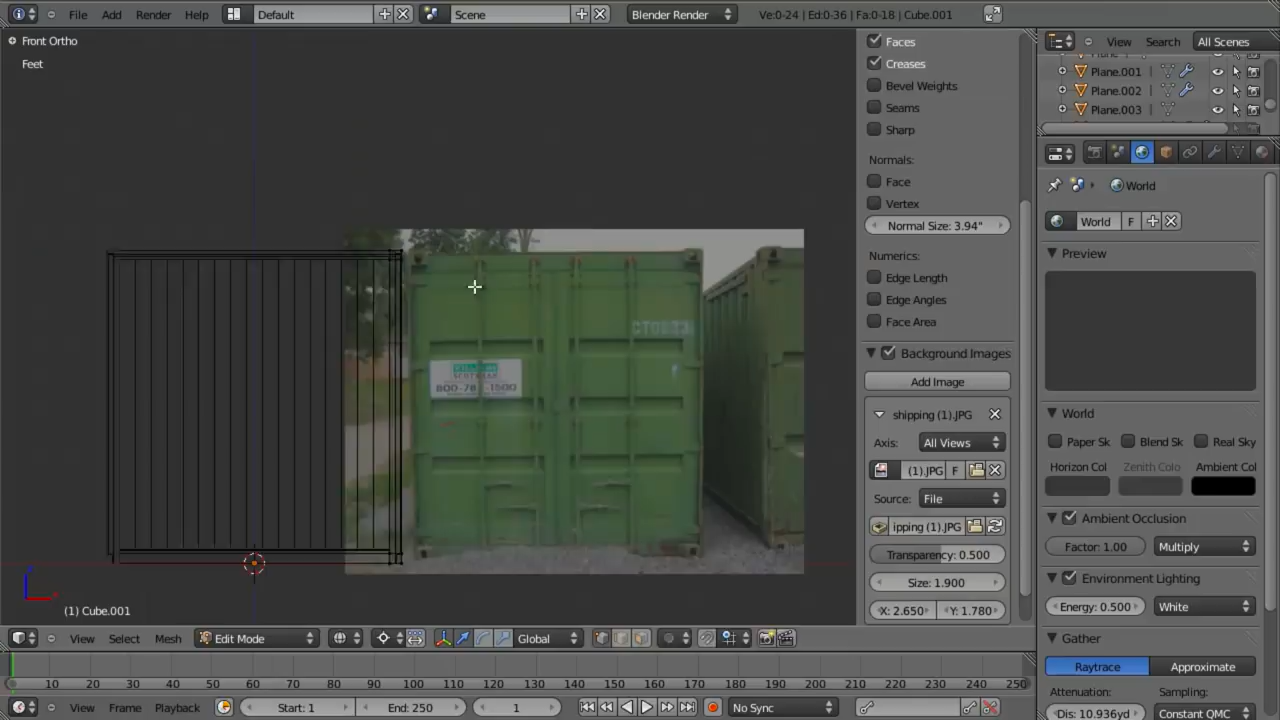 File Add Render Help Default Scene Blender Render Ve:0-24 | Ed:0-36 | Fa:0-18 | Cube.001
Front Ortho
Feet
(1) Cube.001
CT0823
800-78 -1500
Faces
Creases
Bevel Weights
Seams
Sharp
Normals:
Face
Vertex
Normal Size: 3.94"
Numerics:
Edge Length
Edge Angles
Face Area
Background Images
Add Image
shipping (1).JPG
Axis: All Views
(1).JPG F
Source: File
ipping (1).JPG
Transparency: 0.500
Size: 1.900
X: 2.650 Y: 1.780
View Search All Scenes
Plane.001
Plane.002
Plane.003
World
World F
Preview
World
Paper Sk Blend Sk Real Sky
Horizon Col Zenith Colo Ambient Col
Ambient Occlusion
Factor: 1.00 Multiply
Environment Lighting
Energy: 0.500 White
Gather
Raytrace Approximate
Attenuation: Sampling:
Dis: 10.936yd Constant QMC
View Select Mesh Edit Mode Global
0 10 20 30 40 50 60 70 80 90 100 110 120 130 140 150 160 170 180 190 200 210 220 230 240 250
View Frame Playback Start: 1 End: 250 1 No Sync